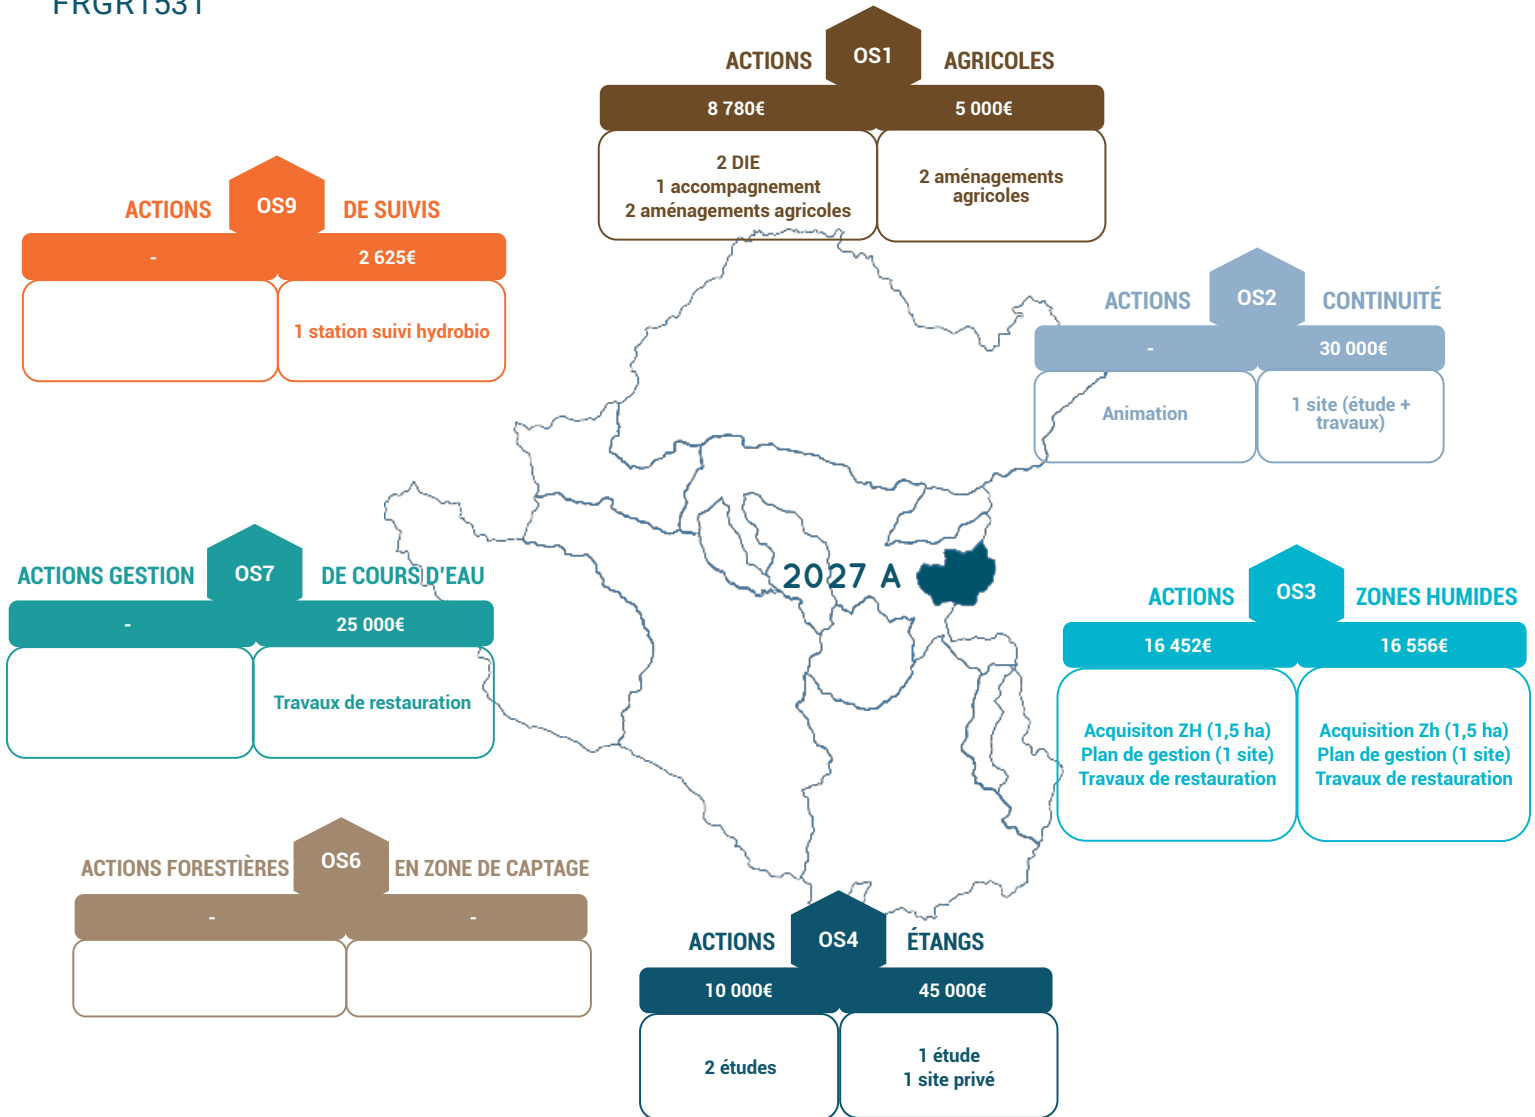 FRGR1531
ACTIONS OS1 AGRICOLES
8 780€ 5 000€
2 DIE
1 accompagnement
2 aménagements agricoles
2 aménagements
agricoles
ACTIONS OS9 DE SUIVIS
- 2 625€
1 station suivi hydrobio
ACTIONS OS2 CONTINUITÉ
- 30 000€
Animation
1 site (étude +
travaux)
2027 A
ACTIONS GESTION OS7 DE COURS D'EAU
- 25 000€
Travaux de restauration
ACTIONS OS3 ZONES HUMIDES
16 452€ 16 556€
Acquisiton ZH (1,5 ha)
Plan de gestion (1 site)
Travaux de restauration
Acquisition Zh (1,5 ha)
Plan de gestion (1 site)
Travaux de restauration
ACTIONS FORESTIÈRES OS6 EN ZONE DE CAPTAGE
- -
ACTIONS OS4 ÉTANGS
10 000€ 45 000€
2 études
1 étude
1 site privé